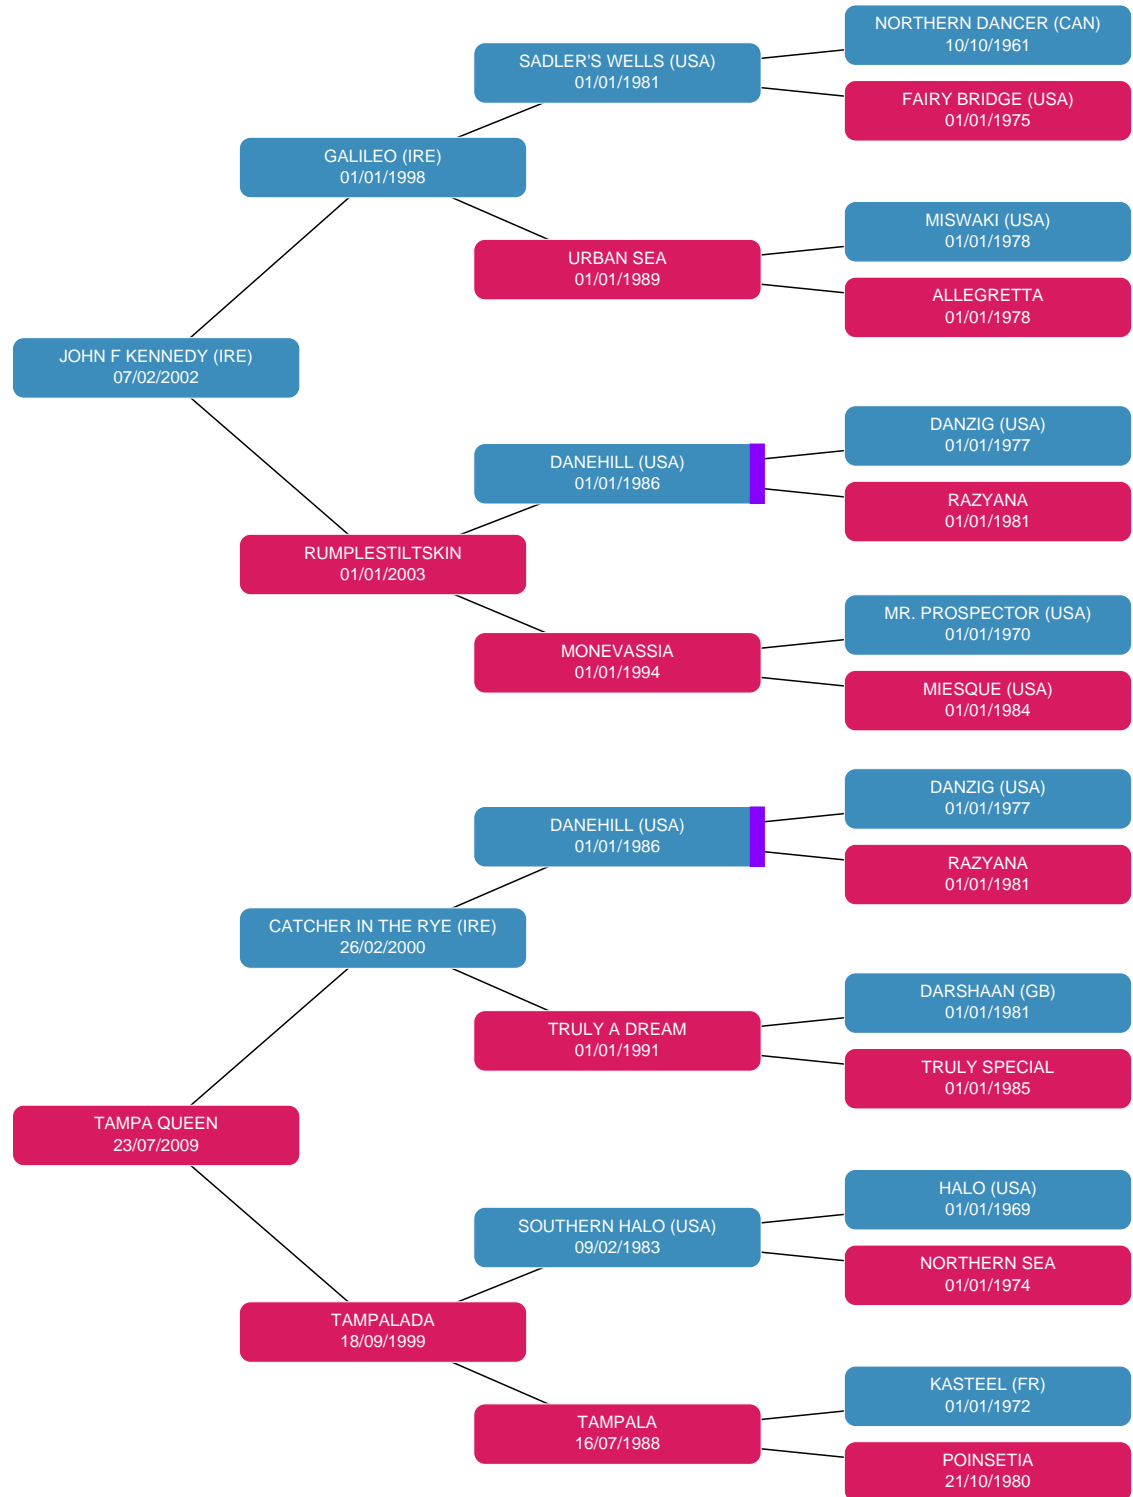 NORTHERN DANCER (CAN)
10/10/1961
SADLER'S WELLS (USA)
01/01/1981
FAIRY BRIDGE (USA)
01/01/1975
GALILEO (IRE)
01/01/1998
MISWAKI (USA)
01/01/1978
URBAN SEA
01/01/1989
ALLEGRETTA
01/01/1978
JOHN F KENNEDY (IRE)
07/02/2002
DANZIG (USA)
01/01/1977
DANEHILL (USA)
01/01/1986
RAZYANA
01/01/1981
RUMPLESTILTSKIN
01/01/2003
MR. PROSPECTOR (USA)
01/01/1970
MONEVASSIA
01/01/1994
MIESQUE (USA)
01/01/1984
DANZIG (USA)
01/01/1977
DANEHILL (USA)
01/01/1986
RAZYANA
01/01/1981
CATCHER IN THE RYE (IRE)
26/02/2000
DARSHAAN (GB)
01/01/1981
TRULY A DREAM
01/01/1991
TRULY SPECIAL
01/01/1985
TAMPA QUEEN
23/07/2009
HALO (USA)
01/01/1969
SOUTHERN HALO (USA)
09/02/1983
NORTHERN SEA
01/01/1974
TAMPALADA
18/09/1999
KASTEEL (FR)
01/01/1972
TAMPALA
16/07/1988
POINSETIA
21/10/1980